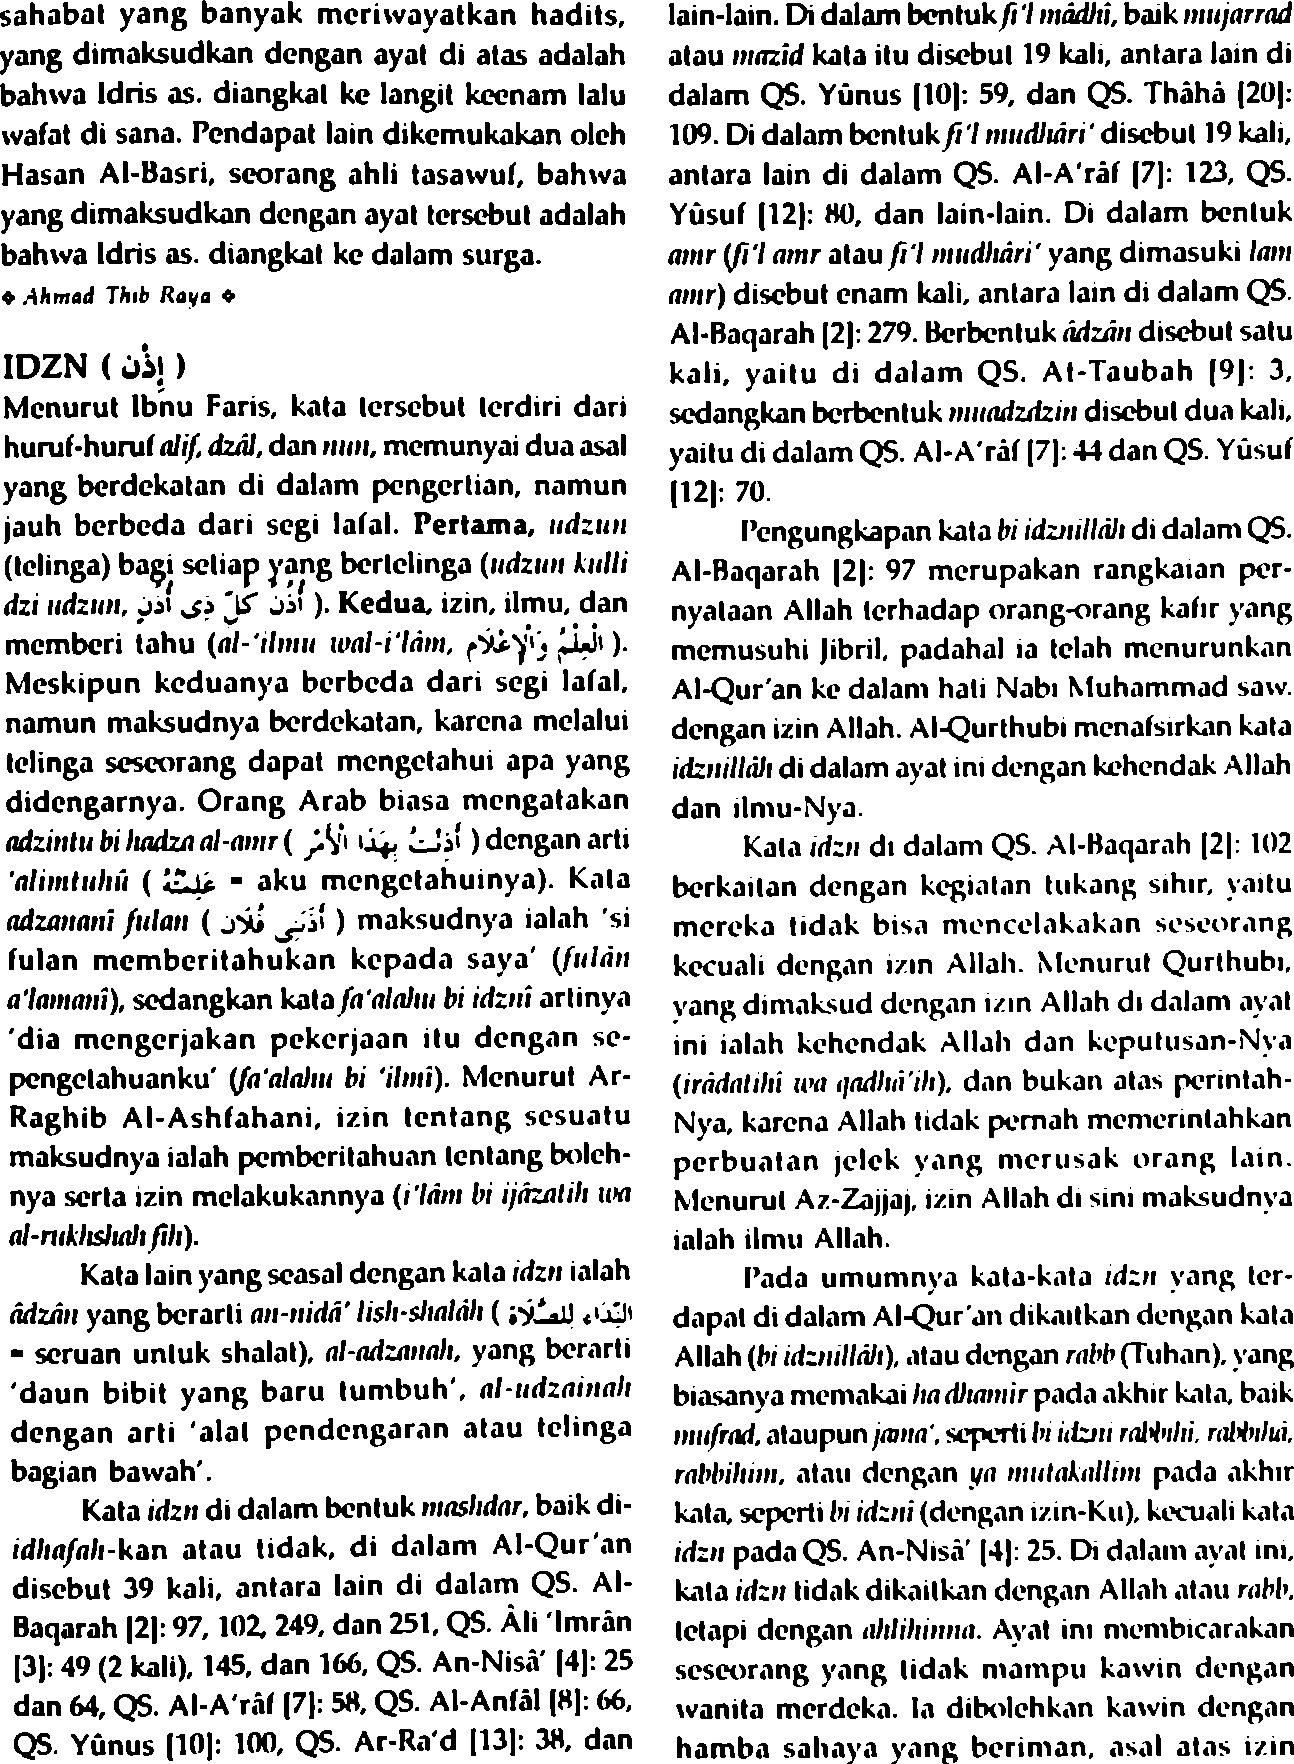 sahabat yang banyak meriwayatkan hadits,
yang dimaksudkan dengan ayat di atas adalah
bahwa Idris as. diangkat ke langit keenam lalu
wafat di sana. Pendapat lain dikemukakan oleh
Hasan Al-Basri, seorang ahli tasawuf, bahwa
yang dimaksudkan dengan ayat tersebut adalah
bahwa Idris as. diangkat ke dalam surga.
◆ Ahmad Thib Raya ◆
IDZN ( إِذْن )
Menurut Ibnu Faris, kata tersebut terdiri dari
huruf-huruf alif, dzâl, dan nun, memunyai dua asal
yang berdekatan di dalam pengertian, namun
jauh berbeda dari segi lafal. Pertama, udzun
(telinga) bagi setiap yang bertelinga (udzun kulli
dzi udzun, أُذُنُ كُلِّ ذِى أُذُنٍ ). Kedua, izin, ilmu, dan
memberi tahu (al-'ilmu wal-i'lâm, الْعِلْمُ وَالْإِعْلَام ).
Meskipun keduanya berbeda dari segi lafal,
namun maksudnya berdekatan, karena melalui
telinga seseorang dapat mengetahui apa yang
didengarnya. Orang Arab biasa mengatakan
adzintu bi hadza al-amr ( أَذِنْتُ بِهَذَا الْأَمْرِ ) dengan arti
'alimtuhû ( عَلِمْتُهُ = aku mengetahuinya). Kata
adzananî fulan ( أَذَنَنِي فُلَان ) maksudnya ialah 'si
fulan memberitahukan kepada saya' (fulân
a'lamanî), sedangkan kata fa'alahu bi idznî artinya
'dia mengerjakan pekerjaan itu dengan se-
pengetahuanku' (fa'alahu bi 'ilmî). Menurut Ar-
Raghib Al-Ashfahani, izin tentang sesuatu
maksudnya ialah pemberitahuan tentang boleh-
nya serta izin melakukannya (i'lâm bi ijâzatih wa
al-rukhshah fîh).
Kata lain yang seasal dengan kata idzn ialah
âdzân yang berarti an-nidâ' lish-shalâh ( النِّدَاء لِلصَّلَاةِ
= seruan untuk shalat), al-adzanah, yang berarti
'daun bibit yang baru tumbuh', al-udzainah
dengan arti 'alat pendengaran atau telinga
bagian bawah'.
Kata idzn di dalam bentuk mashdar, baik di-
idhafah-kan atau tidak, di dalam Al-Qur'an
disebut 39 kali, antara lain di dalam QS. Al-
Baqarah [2]: 97, 102, 249, dan 251, QS. Âli 'Imrân
[3]: 49 (2 kali), 145, dan 166, QS. An-Nisâ' [4]: 25
dan 64, QS. Al-A'râf [7]: 58, QS. Al-Anfâl [8]: 66,
QS. Yûnus [10]: 100, QS. Ar-Ra'd [13]: 38, dan
lain-lain. Di dalam bentuk fi'l mâdhî, baik mujarrad
atau mazîd kata itu disebut 19 kali, antara lain di
dalam QS. Yûnus [10]: 59, dan QS. Thâhâ [20]:
109. Di dalam bentuk fi'l mudhâri' disebut 19 kali,
antara lain di dalam QS. Al-A'râf [7]: 123, QS.
Yûsuf [12]: 80, dan lain-lain. Di dalam bentuk
amr (fi'l amr atau fi'l mudhâri' yang dimasuki lam
amr) disebut enam kali, antara lain di dalam QS.
Al-Baqarah [2]: 279. Berbentuk âdzân disebut satu
kali, yaitu di dalam QS. At-Taubah [9]: 3,
sedangkan berbentuk muadzdzin disebut dua kali,
yaitu di dalam QS. Al-A'râf [7]: 44 dan QS. Yûsuf
[12]: 70.
Pengungkapan kata bi idznillâh di dalam QS.
Al-Baqarah [2]: 97 merupakan rangkaian per-
nyataan Allah terhadap orang-orang kafir yang
memusuhi Jibril, padahal ia telah menurunkan
Al-Qur'an ke dalam hati Nabi Muhammad saw.
dengan izin Allah. Al-Qurthubi menafsirkan kata
idznillâh di dalam ayat ini dengan kehendak Allah
dan ilmu-Nya.
Kata idzn di dalam QS. Al-Baqarah [2]: 102
berkaitan dengan kegiatan tukang sihir, yaitu
mereka tidak bisa mencelakakan seseorang
kecuali dengan izin Allah. Menurut Qurthubi,
yang dimaksud dengan izin Allah di dalam ayat
ini ialah kehendak Allah dan keputusan-Nya
(irâdatihî wa qadhâ'ih), dan bukan atas perintah-
Nya, karena Allah tidak pernah memerintahkan
perbuatan jelek yang merusak orang lain.
Menurut Az-Zajjaj, izin Allah di sini maksudnya
ialah ilmu Allah.
Pada umumnya kata-kata idzn yang ter-
dapat di dalam Al-Qur'an dikaitkan dengan kata
Allah (bi idznillâh), atau dengan rabb (Tuhan), yang
biasanya memakai ha dhamir pada akhir kata, baik
mufrad, ataupun jama', seperti bi idzni rabbihi, rabbihâ,
rabbihim, atau dengan ya mutakallim pada akhir
kata, seperti bi idznî (dengan izin-Ku), kecuali kata
idzn pada QS. An-Nisâ' [4]: 25. Di dalam ayat ini,
kata idzn tidak dikaitkan dengan Allah atau rabb,
tetapi dengan ahlihinna. Ayat ini membicarakan
seseorang yang tidak mampu kawin dengan
wanita merdeka. Ia dibolehkan kawin dengan
hamba sahaya yang beriman, asal atas izin